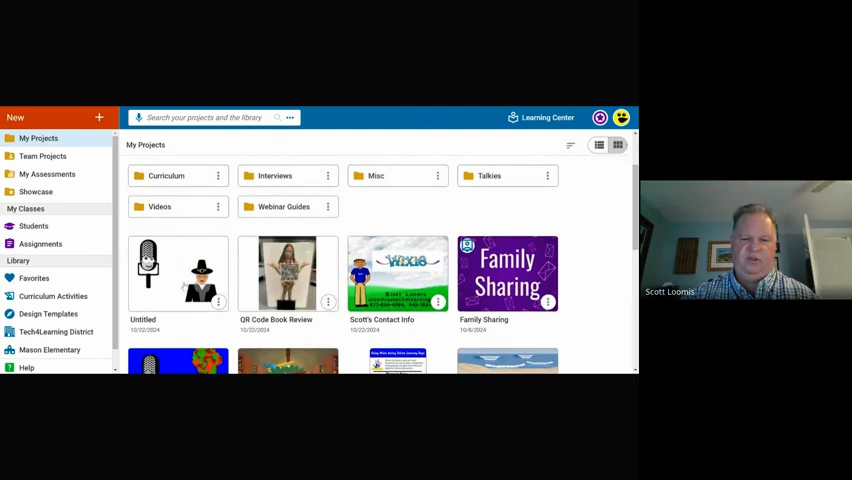 New +
Search your projects and the library
Learning Center
My Projects
Team Projects
My Assessments
Showcase
My Classes
Students
Assignments
Library
Favorites
Curriculum Activities
Design Templates
Tech4Learning District
Mason Elementary
Help
My Projects
Curriculum
Interviews
Misc
Talkies
Videos
Webinar Guides
Wixie
Scott Loomis
Family
Sharing
Untitled
10/22/2024
QR Code Book Review
10/22/2024
Scott's Contact Info
10/22/2024
Family Sharing
10/8/2024
Scott Loomis